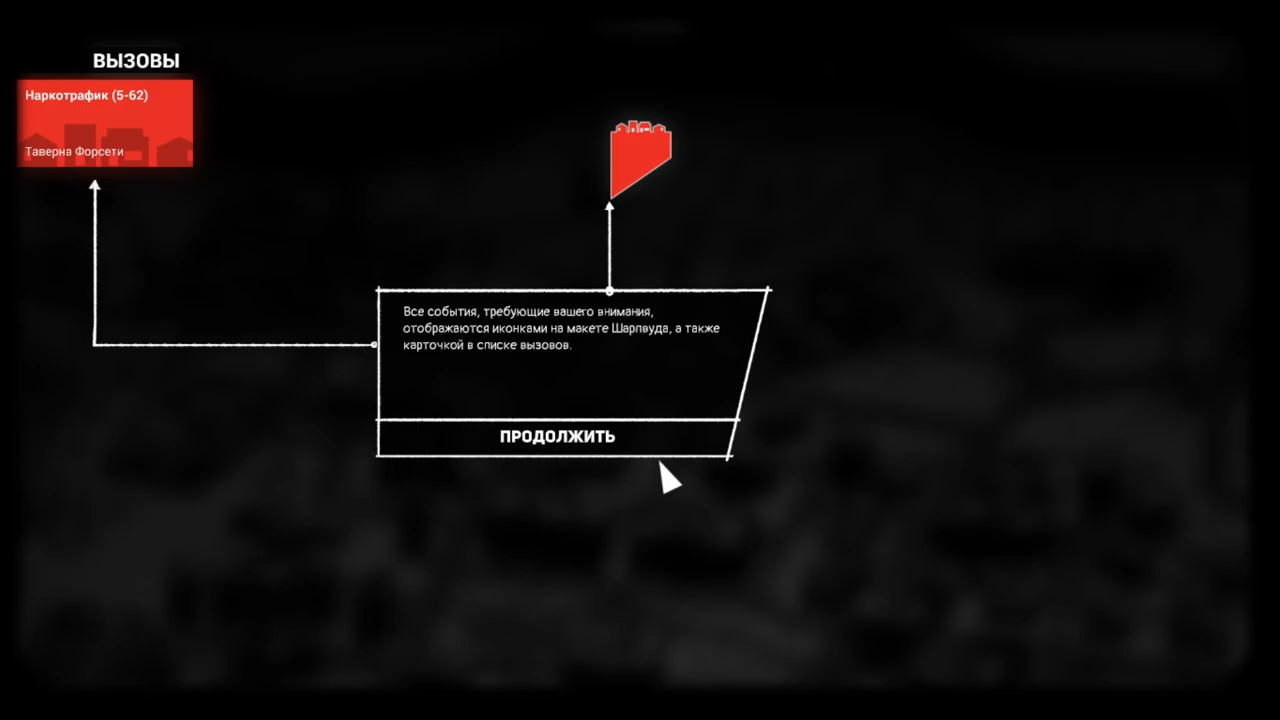 ВЫЗОВЫ
Наркотрафик (5-62)
Таверна Форсети
Все события, требующие вашего внимания,
отображаются иконками на макете Шарпвуда, а также
карточкой в списке вызовов.
ПРОДОЛЖИТЬ